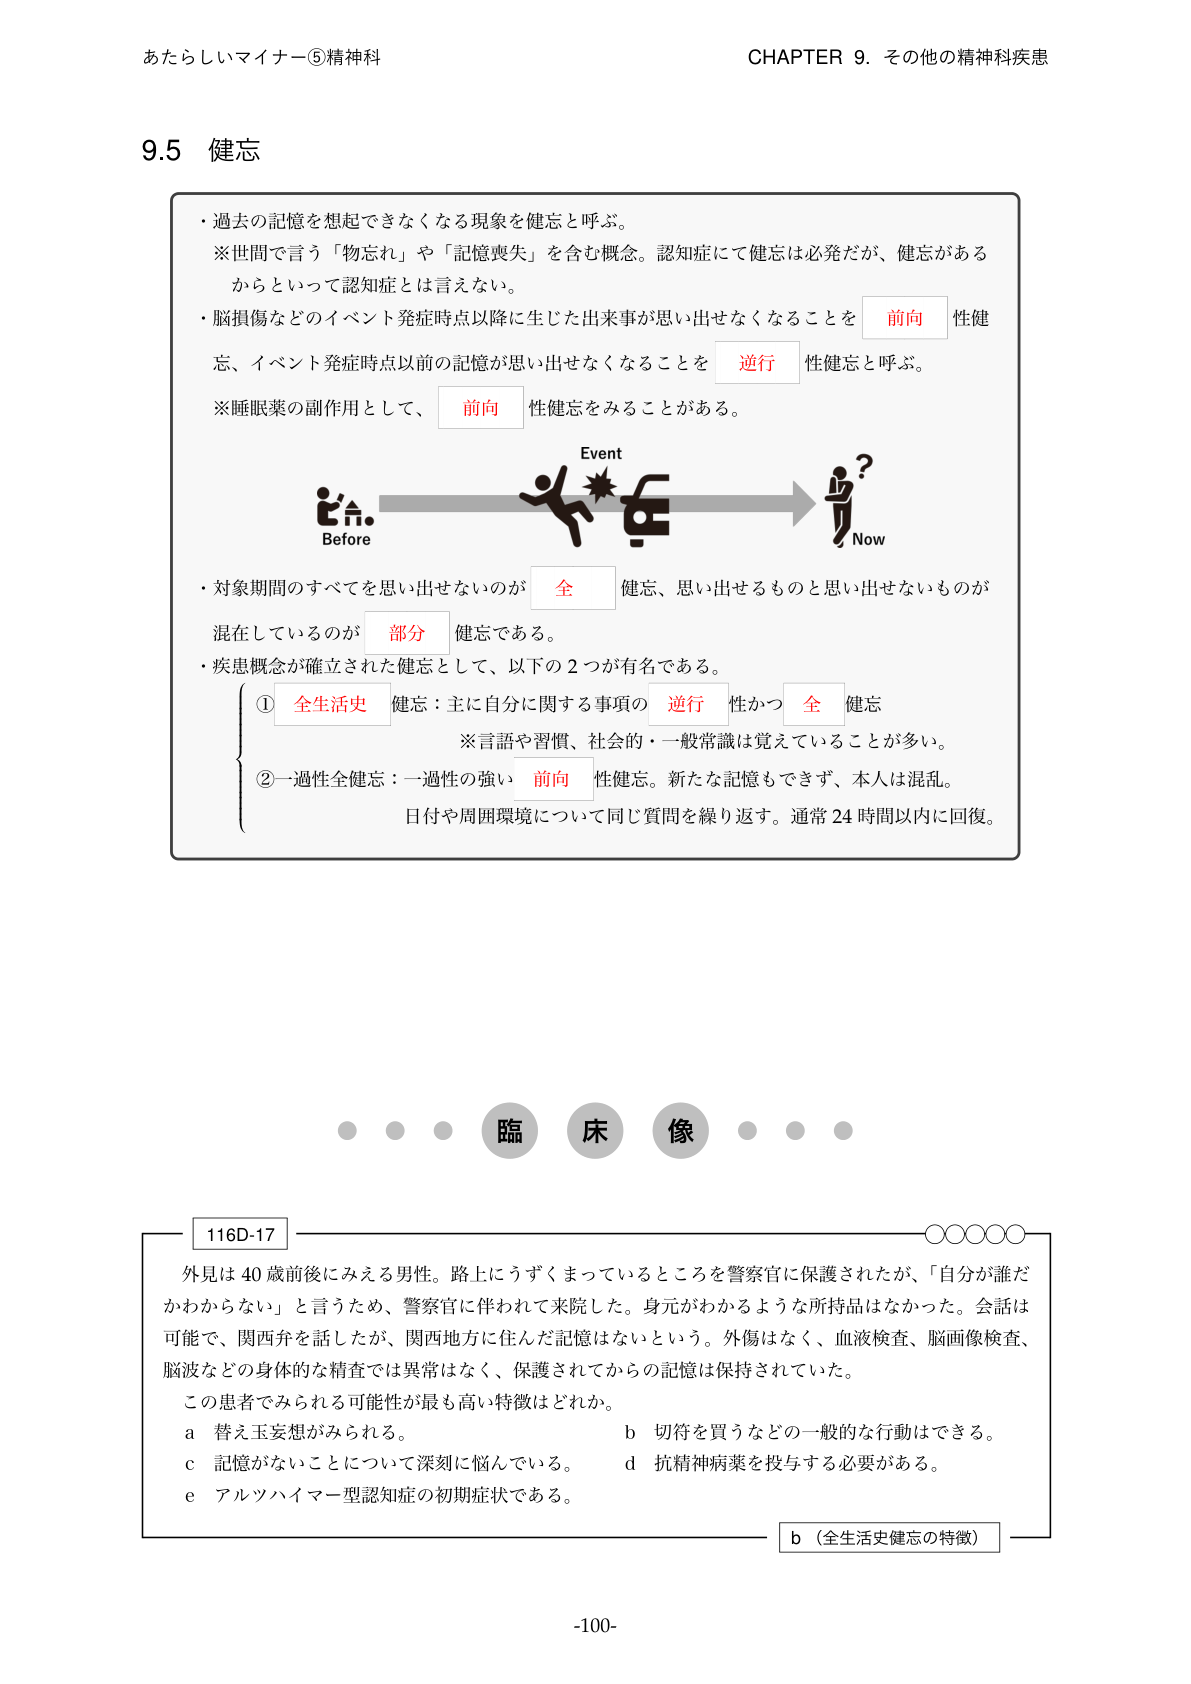 あたらしいマイナー⑤精神科
CHAPTER 9. その他の精神科疾患
9.5 健忘
・過去の記憶を想起できなくなる現象を健忘と呼ぶ。
※世間で言う「物忘れ」や「記憶喪失」を含む概念。認知症にて健忘は必発だが、健忘がある
からといって認知症とは言えない。
・脳損傷などのイベント発症時点以降に生じた出来事が思い出せなくなることを 前向 性健
忘、イベント発症時点以前の記憶が思い出せなくなることを 逆行 性健忘と呼ぶ。
※睡眠薬の副作用として、 前向 性健忘をみることがある。
Event
?
Before
Now
・対象期間のすべてを思い出せないのが 全 健忘、思い出せるものと思い出せないものが
混在しているのが 部分 健忘である。
・疾患概念が確立された健忘として、以下の 2 つが有名である。
① 全生活史 健忘：主に自分に関する事項の 逆行 性かつ 全 健忘
※言語や習慣、社会的・一般常識は覚えていることが多い。
②一過性全健忘：一過性の強い 前向 性健忘。新たな記憶もできず、本人は混乱。
日付や周囲環境について同じ質問を繰り返す。通常 24 時間以内に回復。
臨床像
116D-17
外見は 40 歳前後にみえる男性。路上にうずくまっているところを警察官に保護されたが、「自分が誰だ
かわからない」と言うため、警察官に伴われて来院した。身元がわかるような所持品はなかった。会話は
可能で、関西弁を話したが、関西地方に住んだ記憶はないという。外傷はなく、血液検査、脳画像検査、
脳波などの身体的な精査では異常はなく、保護されてからの記憶は保持されていた。
この患者でみられる可能性が最も高い特徴はどれか。
a 替え玉妄想がみられる。 b 切符を買うなどの一般的な行動はできる。
c 記憶がないことについて深刻に悩んでいる。 d 抗精神病薬を投与する必要がある。
e アルツハイマー型認知症の初期症状である。
b （全生活史健忘の特徴）
-100-